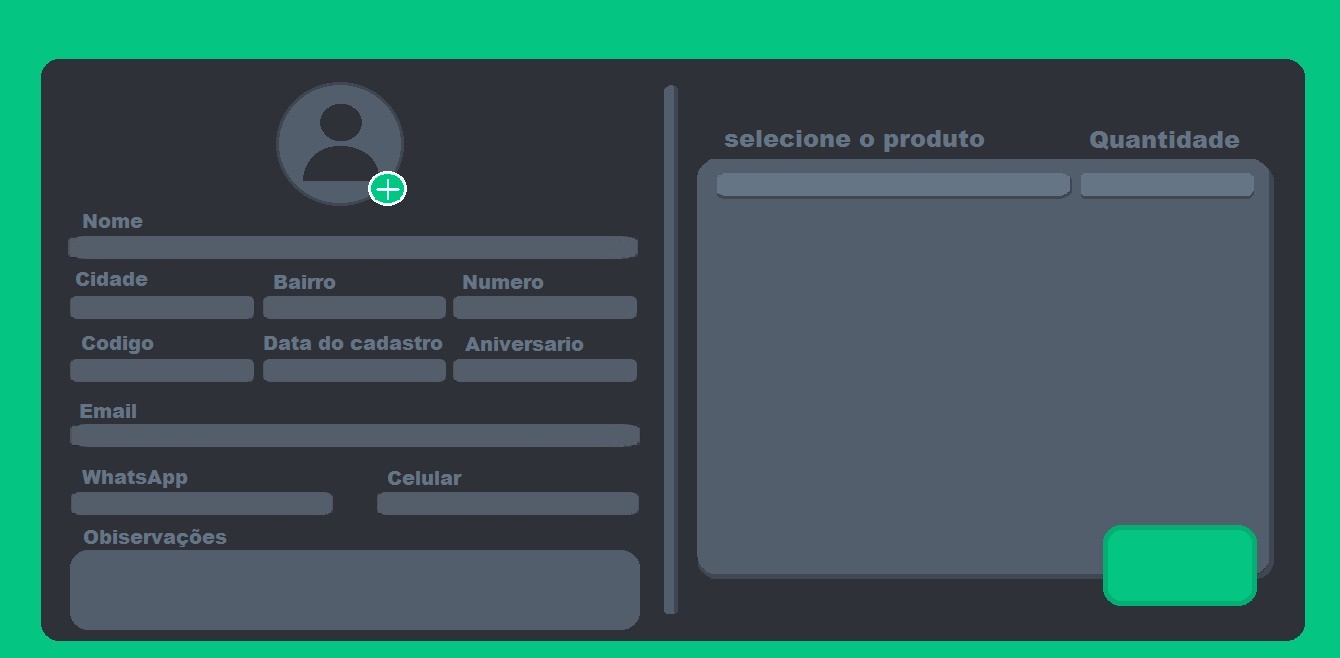 Nome
Cidade
Bairro
Numero
Codigo
Data do cadastro
Aniversario
Email
WhatsApp
Celular
Obiservações
selecione o produto
Quantidade